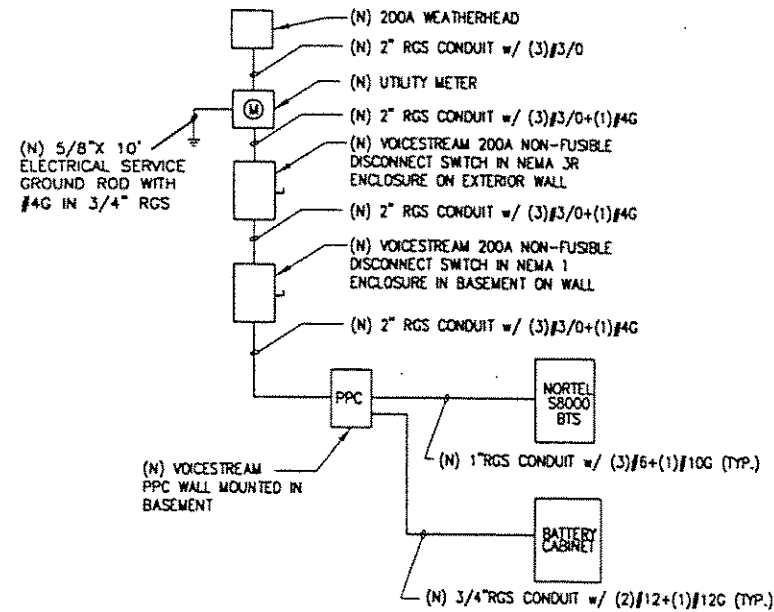 (N) 200A WEATHERHEAD
(N) 2" RGS CONDUIT w/ (3)#3/0
(N) UTILITY METER
M
(N) 2" RGS CONDUIT w/ (3)#3/0+(1)#4G
(N) 5/8"X 10'
ELECTRICAL SERVICE
GROUND ROD WITH
#4G IN 3/4" RGS
(N) VOICESTREAM 200A NON-FUSIBLE
DISCONNECT SWITCH IN NEMA 3R
ENCLOSURE ON EXTERIOR WALL
(N) 2" RGS CONDUIT w/ (3)#3/0+(1)#4G
(N) VOICESTREAM 200A NON-FUSIBLE
DISCONNECT SWITCH IN NEMA 1
ENCLOSURE IN BASEMENT ON WALL
(N) 2" RGS CONDUIT w/ (3)#3/0+(1)#4G
PPC
NORTEL
S8000
BTS
(N) 1"RGS CONDUIT w/ (3)#6+(1)#10G (TYP.)
(N) VOICESTREAM
PPC WALL MOUNTED IN
BASEMENT
BATTERY
CABINET
(N) 3/4"RGS CONDUIT w/ (2)#12+(1)#12G (TYP.)